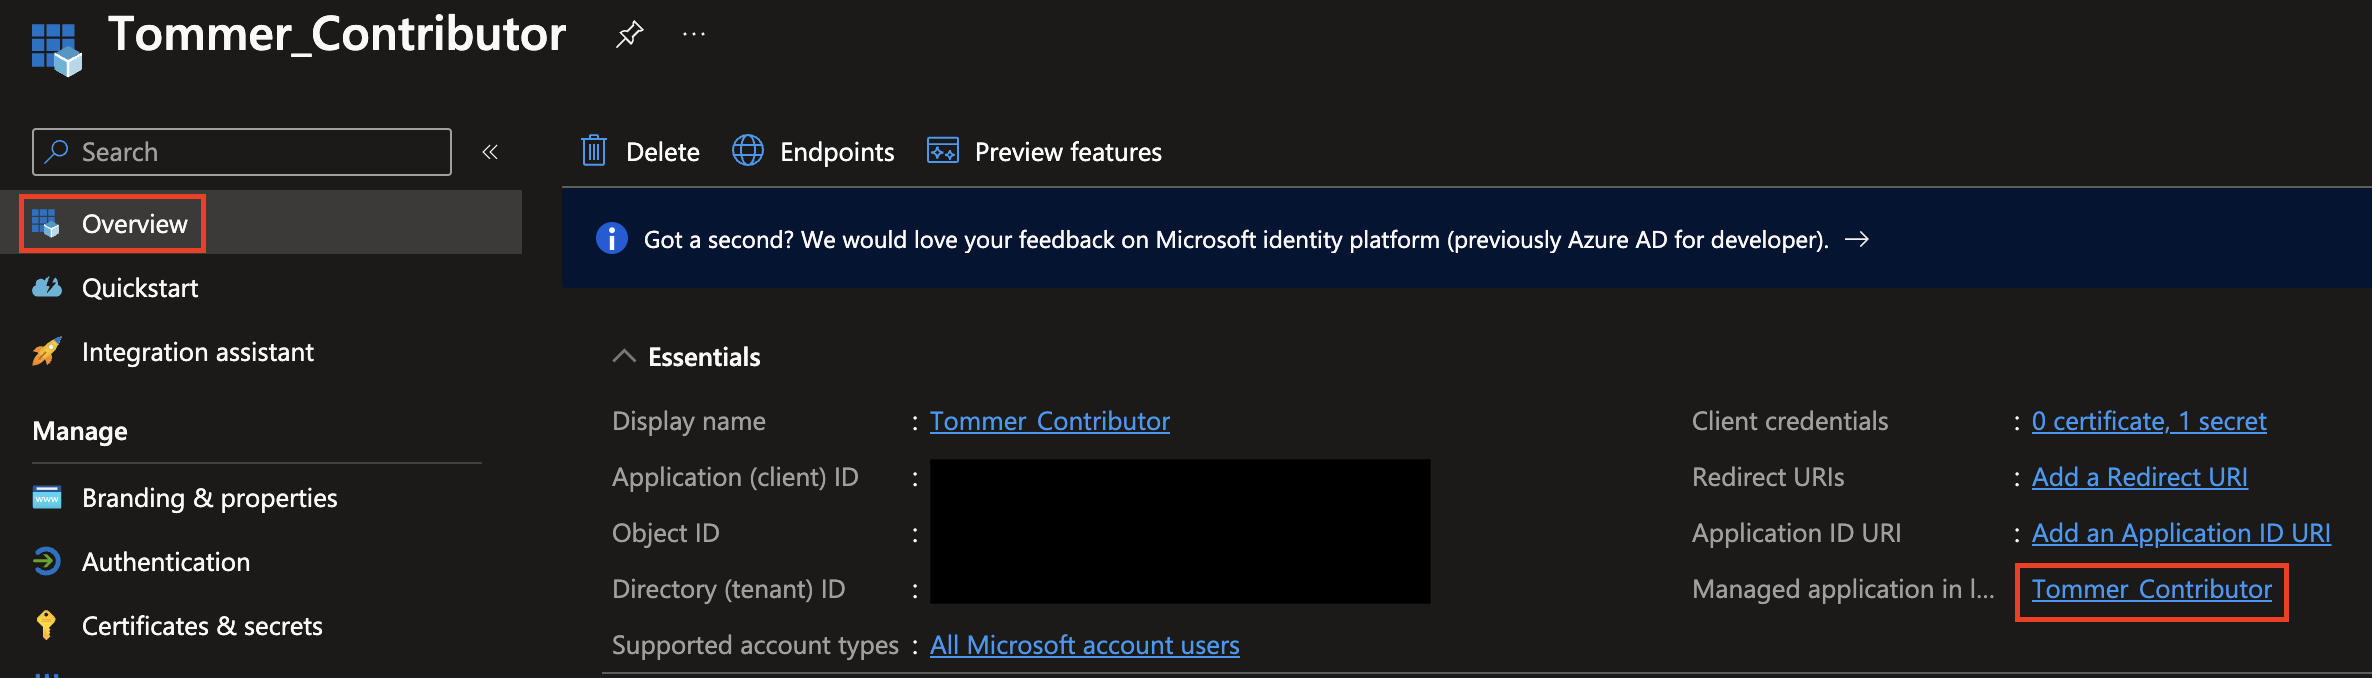 Tommer_Contributor
Search
Overview
Quickstart
Integration assistant
Manage
Branding & properties
Authentication
Certificates & secrets
Delete
Endpoints
Preview features
Got a second? We would love your feedback on Microsoft identity platform (previously Azure AD for developer).
Essentials
Display name : Tommer_Contributor
Application (client) ID :
Object ID :
Directory (tenant) ID :
Supported account types : All Microsoft account users
Client credentials : 0 certificate, 1 secret
Redirect URIs : Add a Redirect URI
Application ID URI : Add an Application ID URI
Managed application in l... : Tommer_Contributor